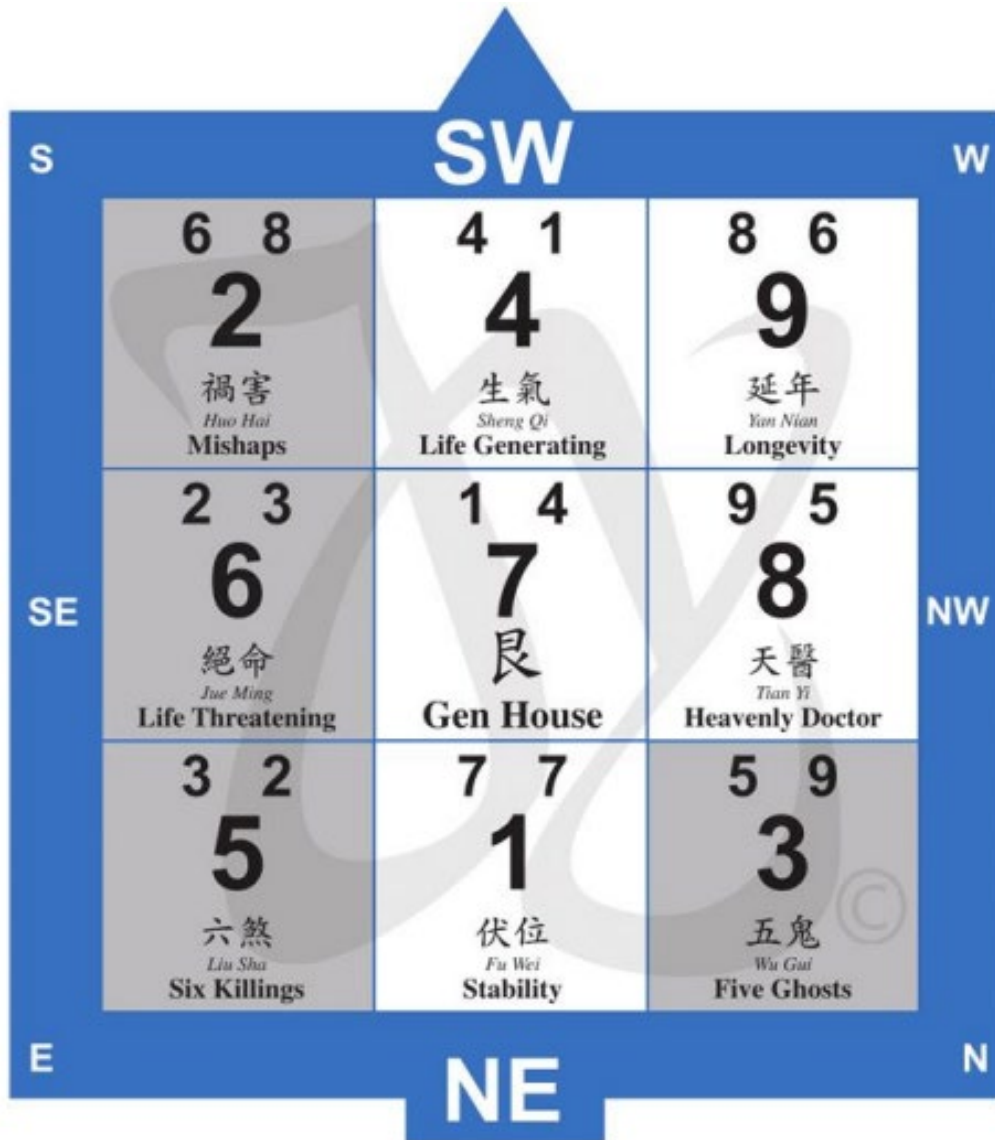 S SW W
6 8 4 1 8 6
2 4 9
禍害 生氣 延年
Huo Hai Sheng Qi Yan Nian
Mishaps Life Generating Longevity
2 3 1 4 9 5
SE 6 7 8 NW
絕命 艮 天醫
Jue Ming Tian Yi
Life Threatening Gen House Heavenly Doctor
3 2 7 7 5 9
5 1 3
©
六煞 伏位 五鬼
Liu Sha Fu Wei Wu Gui
Six Killings Stability Five Ghosts
E NE N